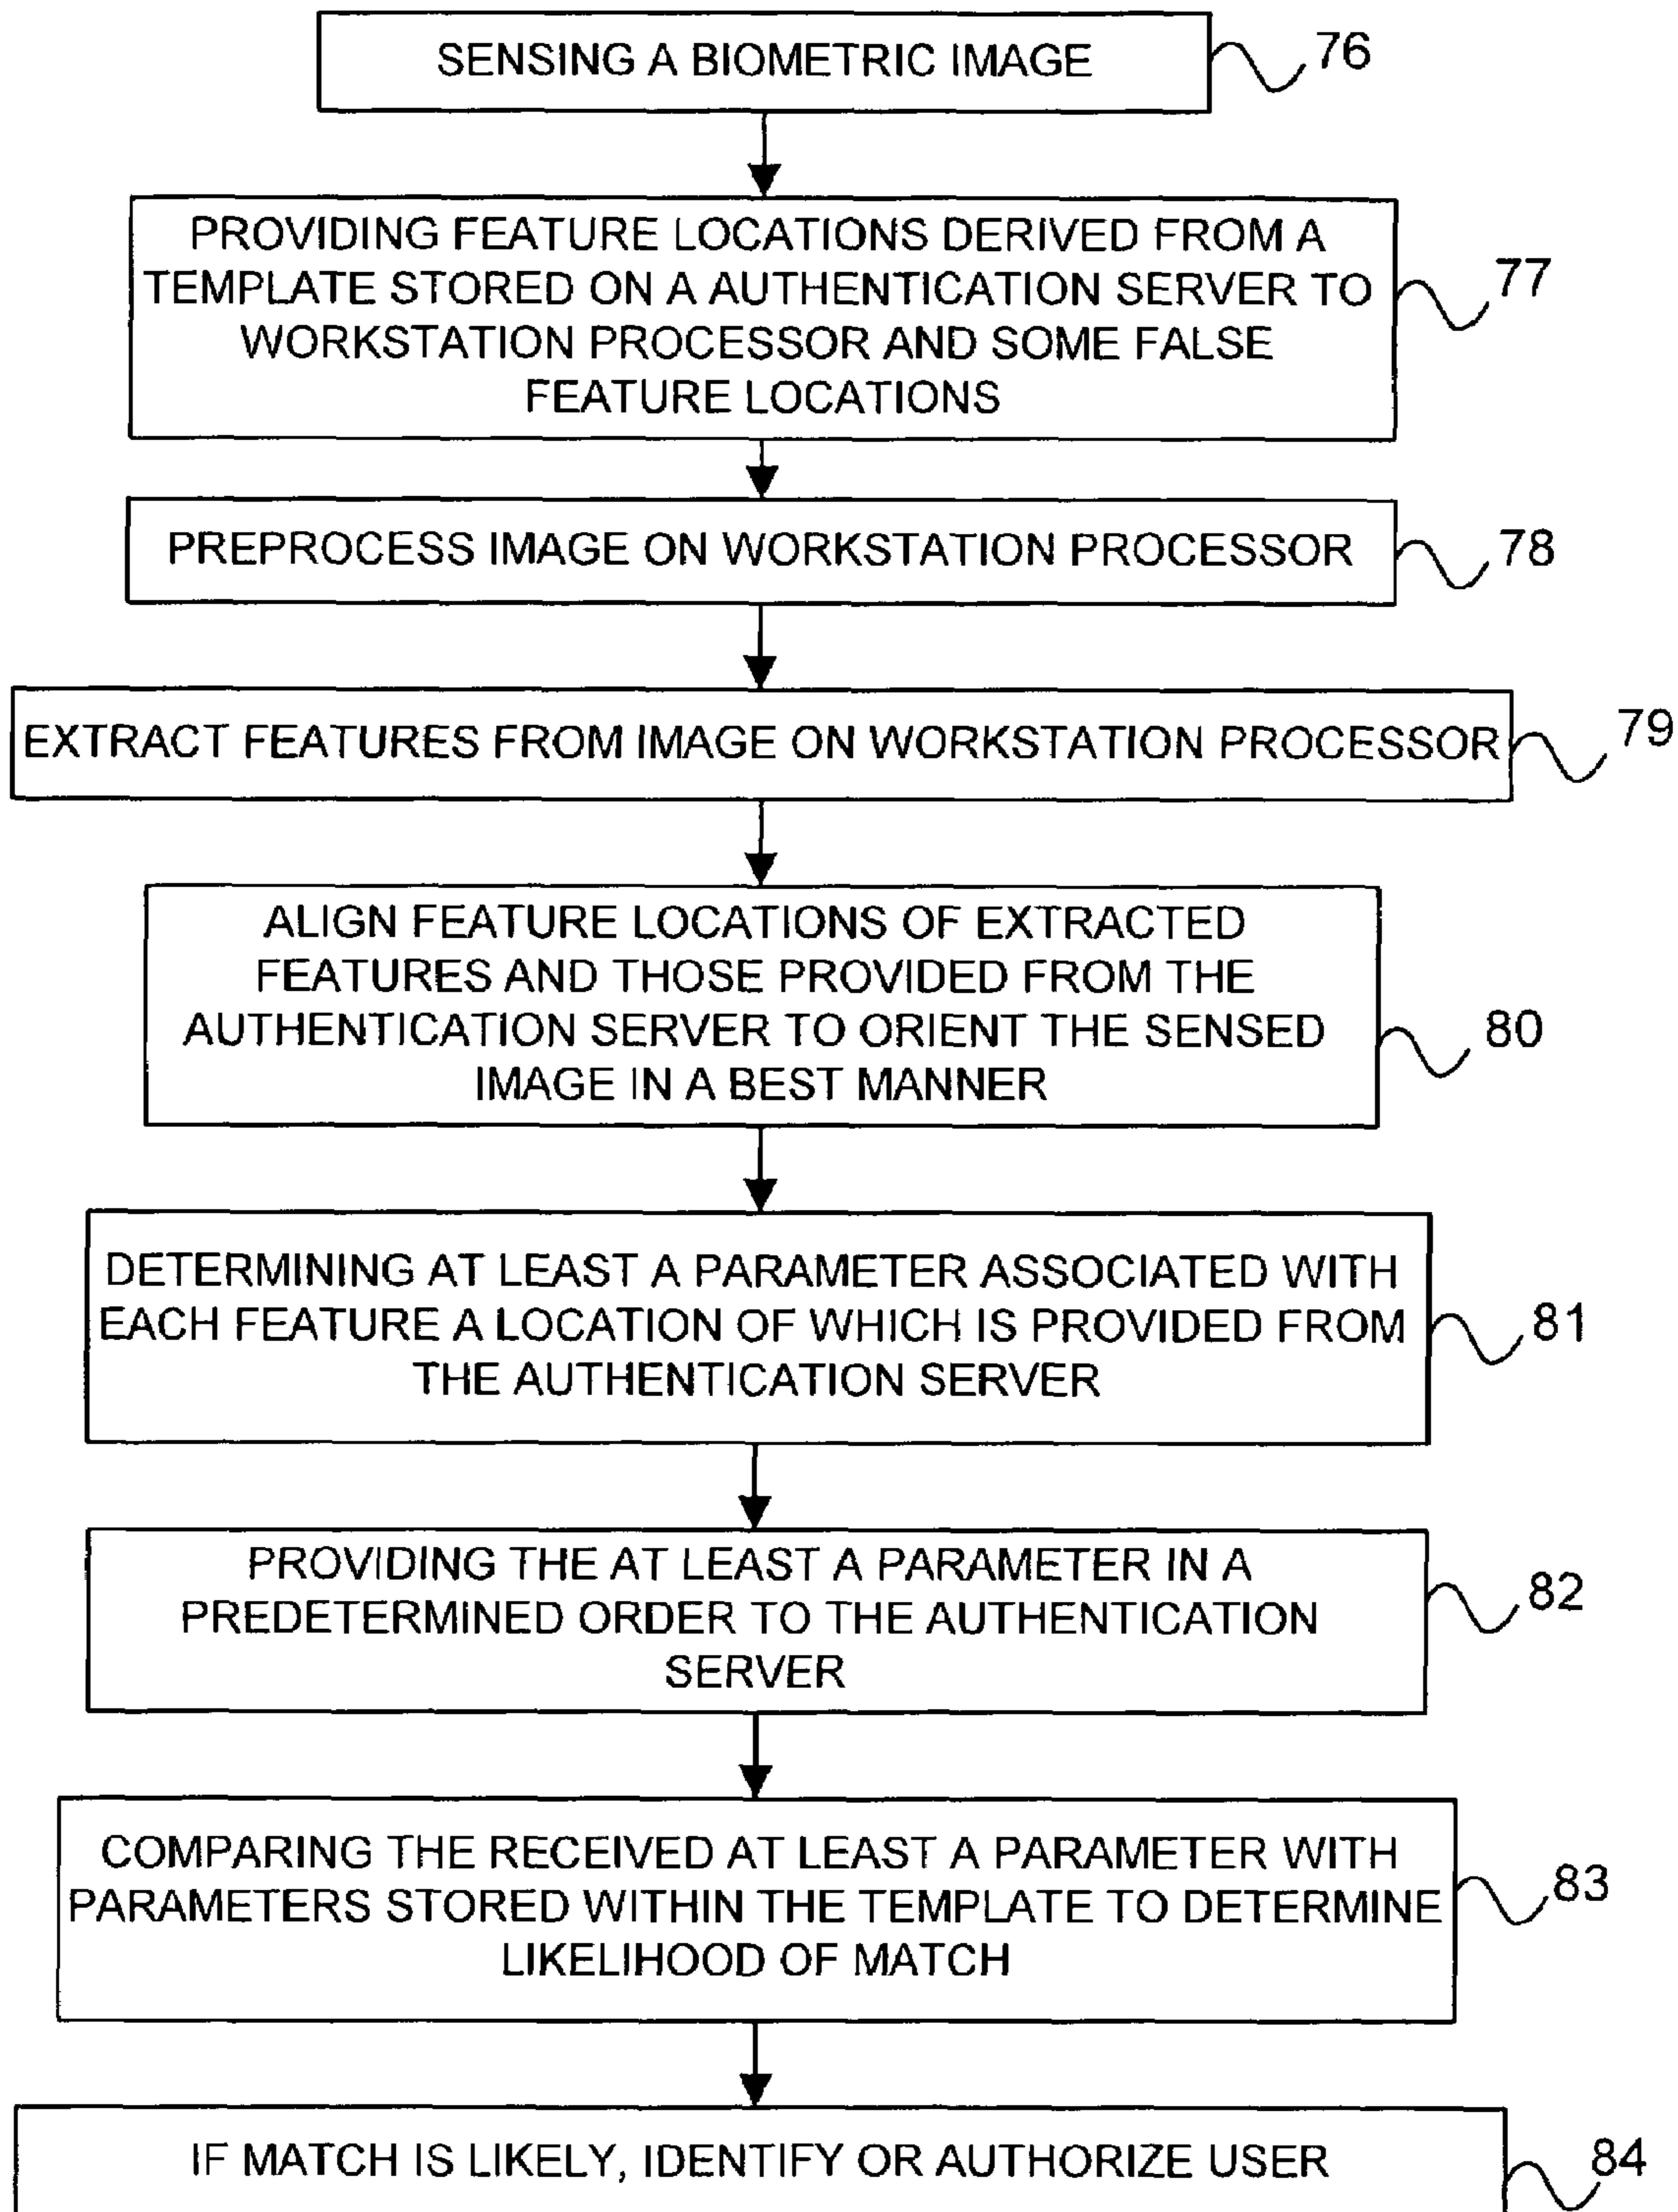 SENSING A BIOMETRIC IMAGE
76
PROVIDING FEATURE LOCATIONS DERIVED FROM A
TEMPLATE STORED ON A AUTHENTICATION SERVER TO
WORKSTATION PROCESSOR AND SOME FALSE
FEATURE LOCATIONS
77
PREPROCESS IMAGE ON WORKSTATION PROCESSOR
78
EXTRACT FEATURES FROM IMAGE ON WORKSTATION PROCESSOR
79
ALIGN FEATURE LOCATIONS OF EXTRACTED
FEATURES AND THOSE PROVIDED FROM THE
AUTHENTICATION SERVER TO ORIENT THE SENSED
IMAGE IN A BEST MANNER
80
DETERMINING AT LEAST A PARAMETER ASSOCIATED WITH
EACH FEATURE A LOCATION OF WHICH IS PROVIDED FROM
THE AUTHENTICATION SERVER
81
PROVIDING THE AT LEAST A PARAMETER IN A
PREDETERMINED ORDER TO THE AUTHENTICATION
SERVER
82
COMPARING THE RECEIVED AT LEAST A PARAMETER WITH
PARAMETERS STORED WITHIN THE TEMPLATE TO DETERMINE
LIKELIHOOD OF MATCH
83
IF MATCH IS LIKELY, IDENTIFY OR AUTHORIZE USER
84